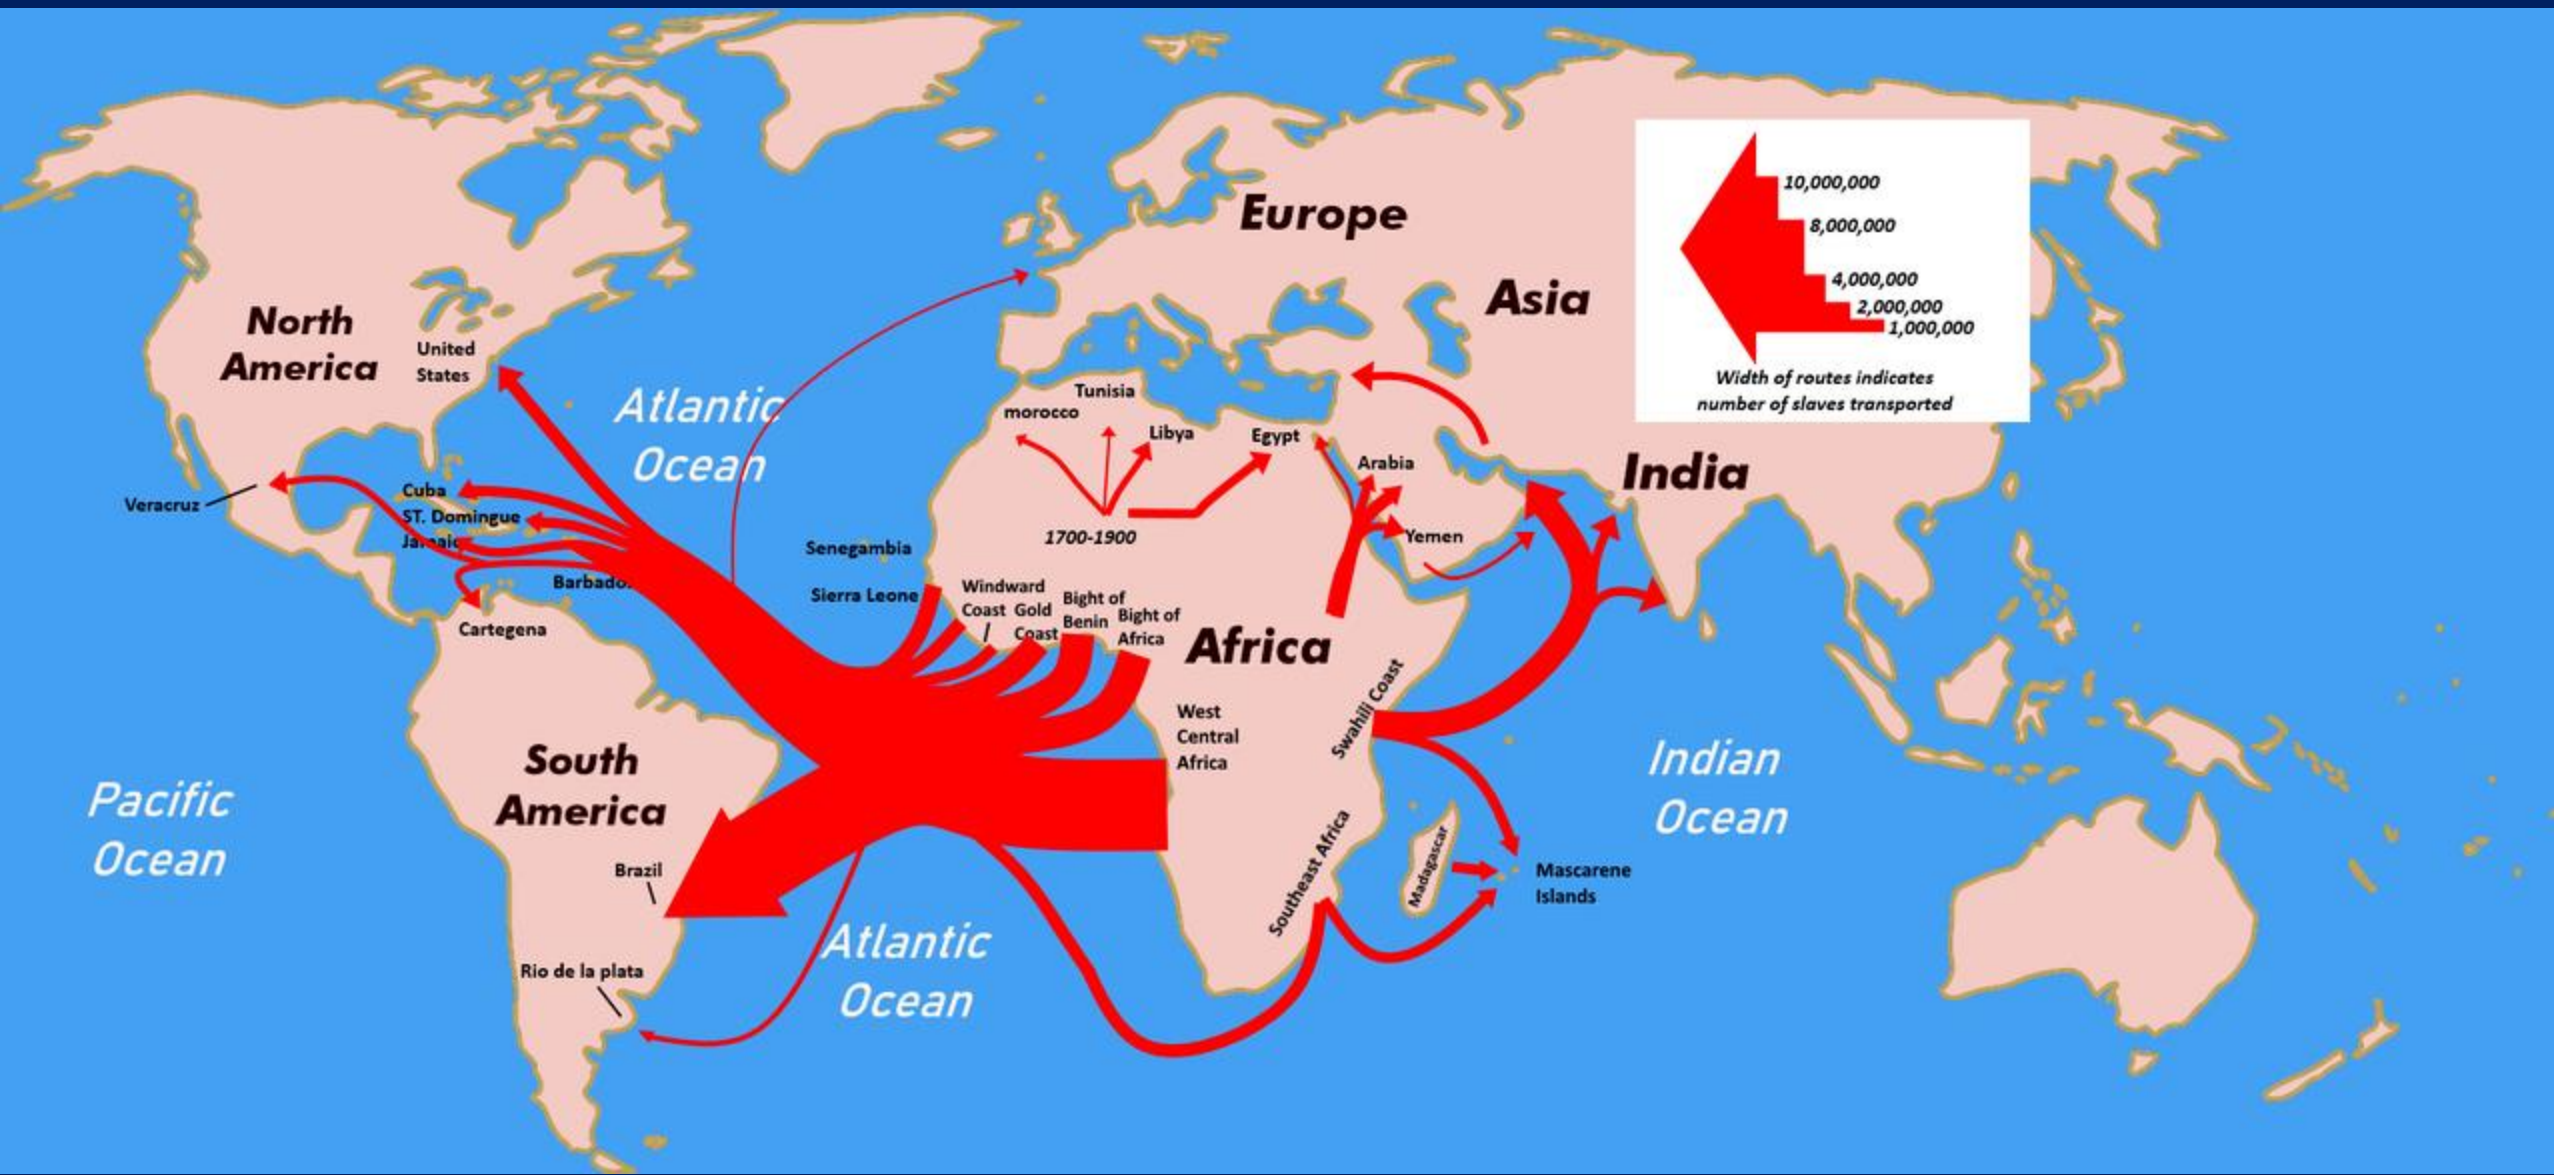 North
America
United
States
Atlantic
Ocean
Europe
Asia
10,000,000
8,000,000
4,000,000
2,000,000
1,000,000
Width of routes indicates
number of slaves transported
Tunisia
morocco
Libya
Egypt
Arabia
India
Veracruz
Cuba
ST. Domingue
1700-1900
Yemen
Senegambia
Sierra Leone
Windward
Coast
Gold
Coast
Bight of
Benin
Bight of
Africa
Cartegena
Africa
West
Central
Africa
Swahili Coast
South
America
Brazil
Rio de la plata
Pacific
Ocean
Indian
Ocean
Southeast Africa
Madagascar
Mascarene
Islands
Atlantic
Ocean